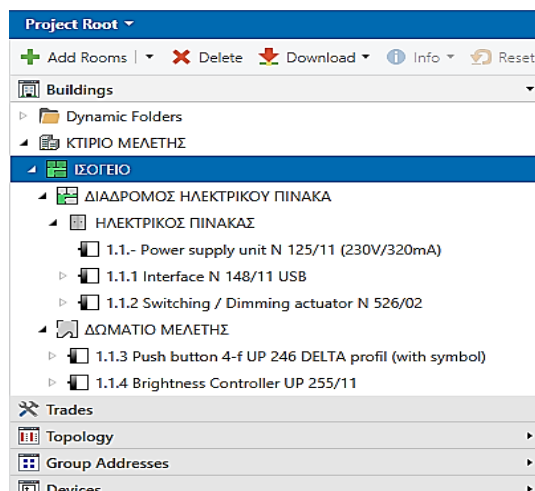 Project Root
Add Rooms Delete Download Info Reset
Buildings
Dynamic Folders
ΚΤΙΡΙΟ ΜΕΛΕΤΗΣ
ΙΣΟΓΕΙΟ
ΔΙΑΔΡΟΜΟΣ ΗΛΕΚΤΡΙΚΟΥ ΠΙΝΑΚΑ
ΗΛΕΚΤΡΙΚΟΣ ΠΙΝΑΚΑΣ
1.1.- Power supply unit N 125/11 (230V/320mA)
1.1.1 Interface N 148/11 USB
1.1.2 Switching / Dimming actuator N 526/02
ΔΩΜΑΤΙΟ ΜΕΛΕΤΗΣ
1.1.3 Push button 4-f UP 246 DELTA profil (with symbol)
1.1.4 Brightness Controller UP 255/11
Trades
Topology
Group Addresses
Devices